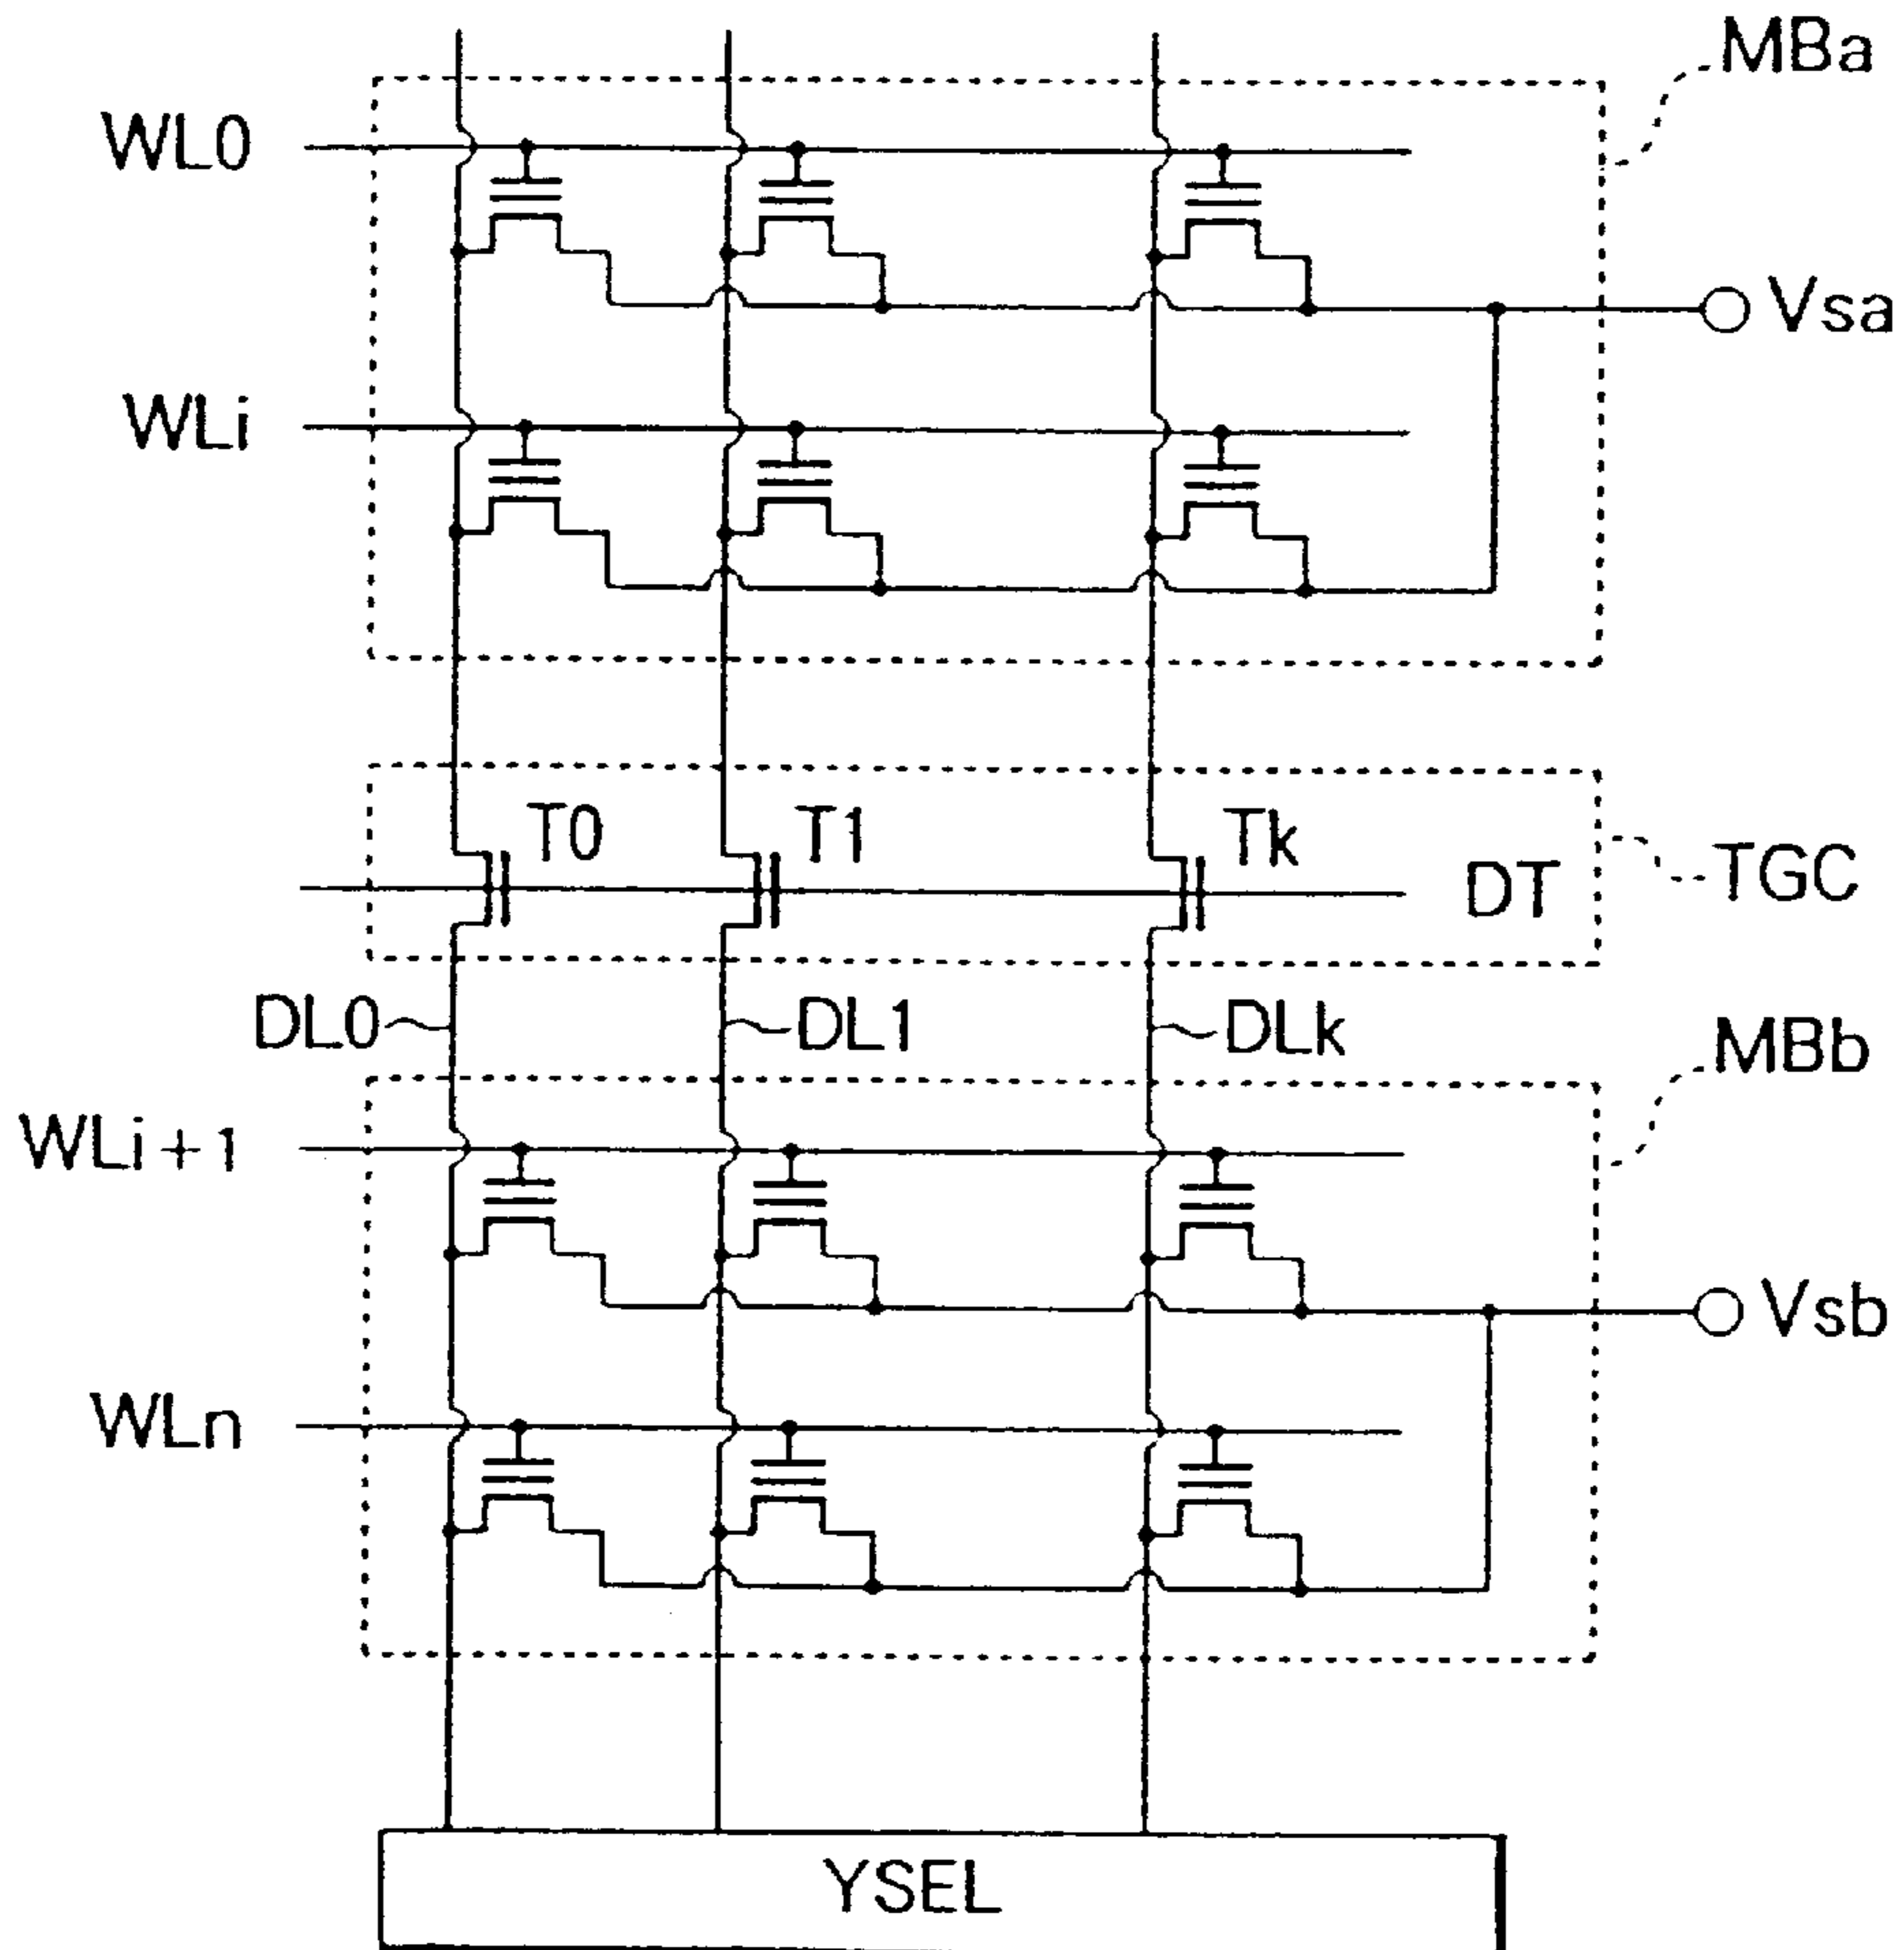 MBa
WL0
Vsa
WLi
T0 T1 Tk
DT
TGC
DL0 DL1 DLk
MBb
WLi+1
Vsb
WLn
YSEL